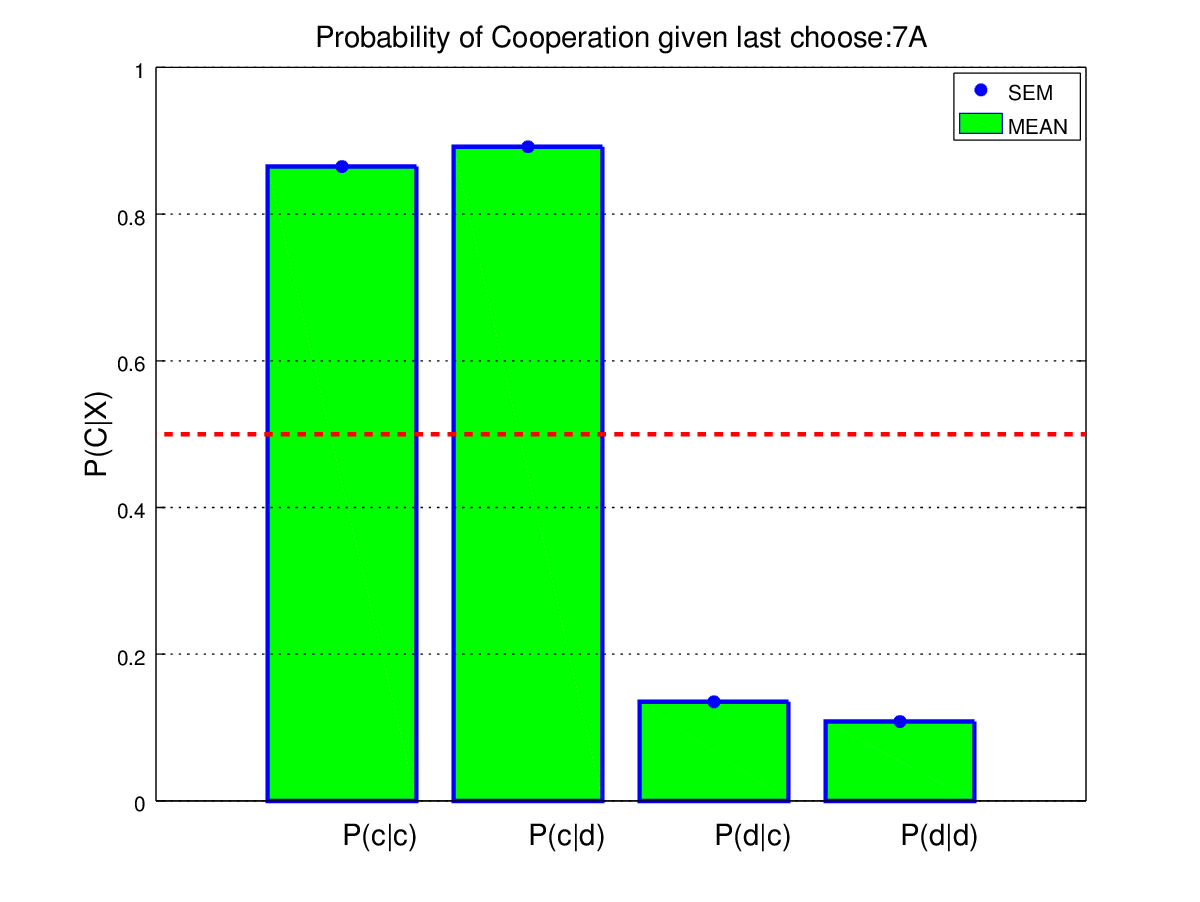 Probability of Cooperation given last choose:7A
SEM
MEAN
1
0.8
0.6
0.4
0.2
0
P(C|X)
P(c|c)
P(c|d)
P(d|c)
P(d|d)